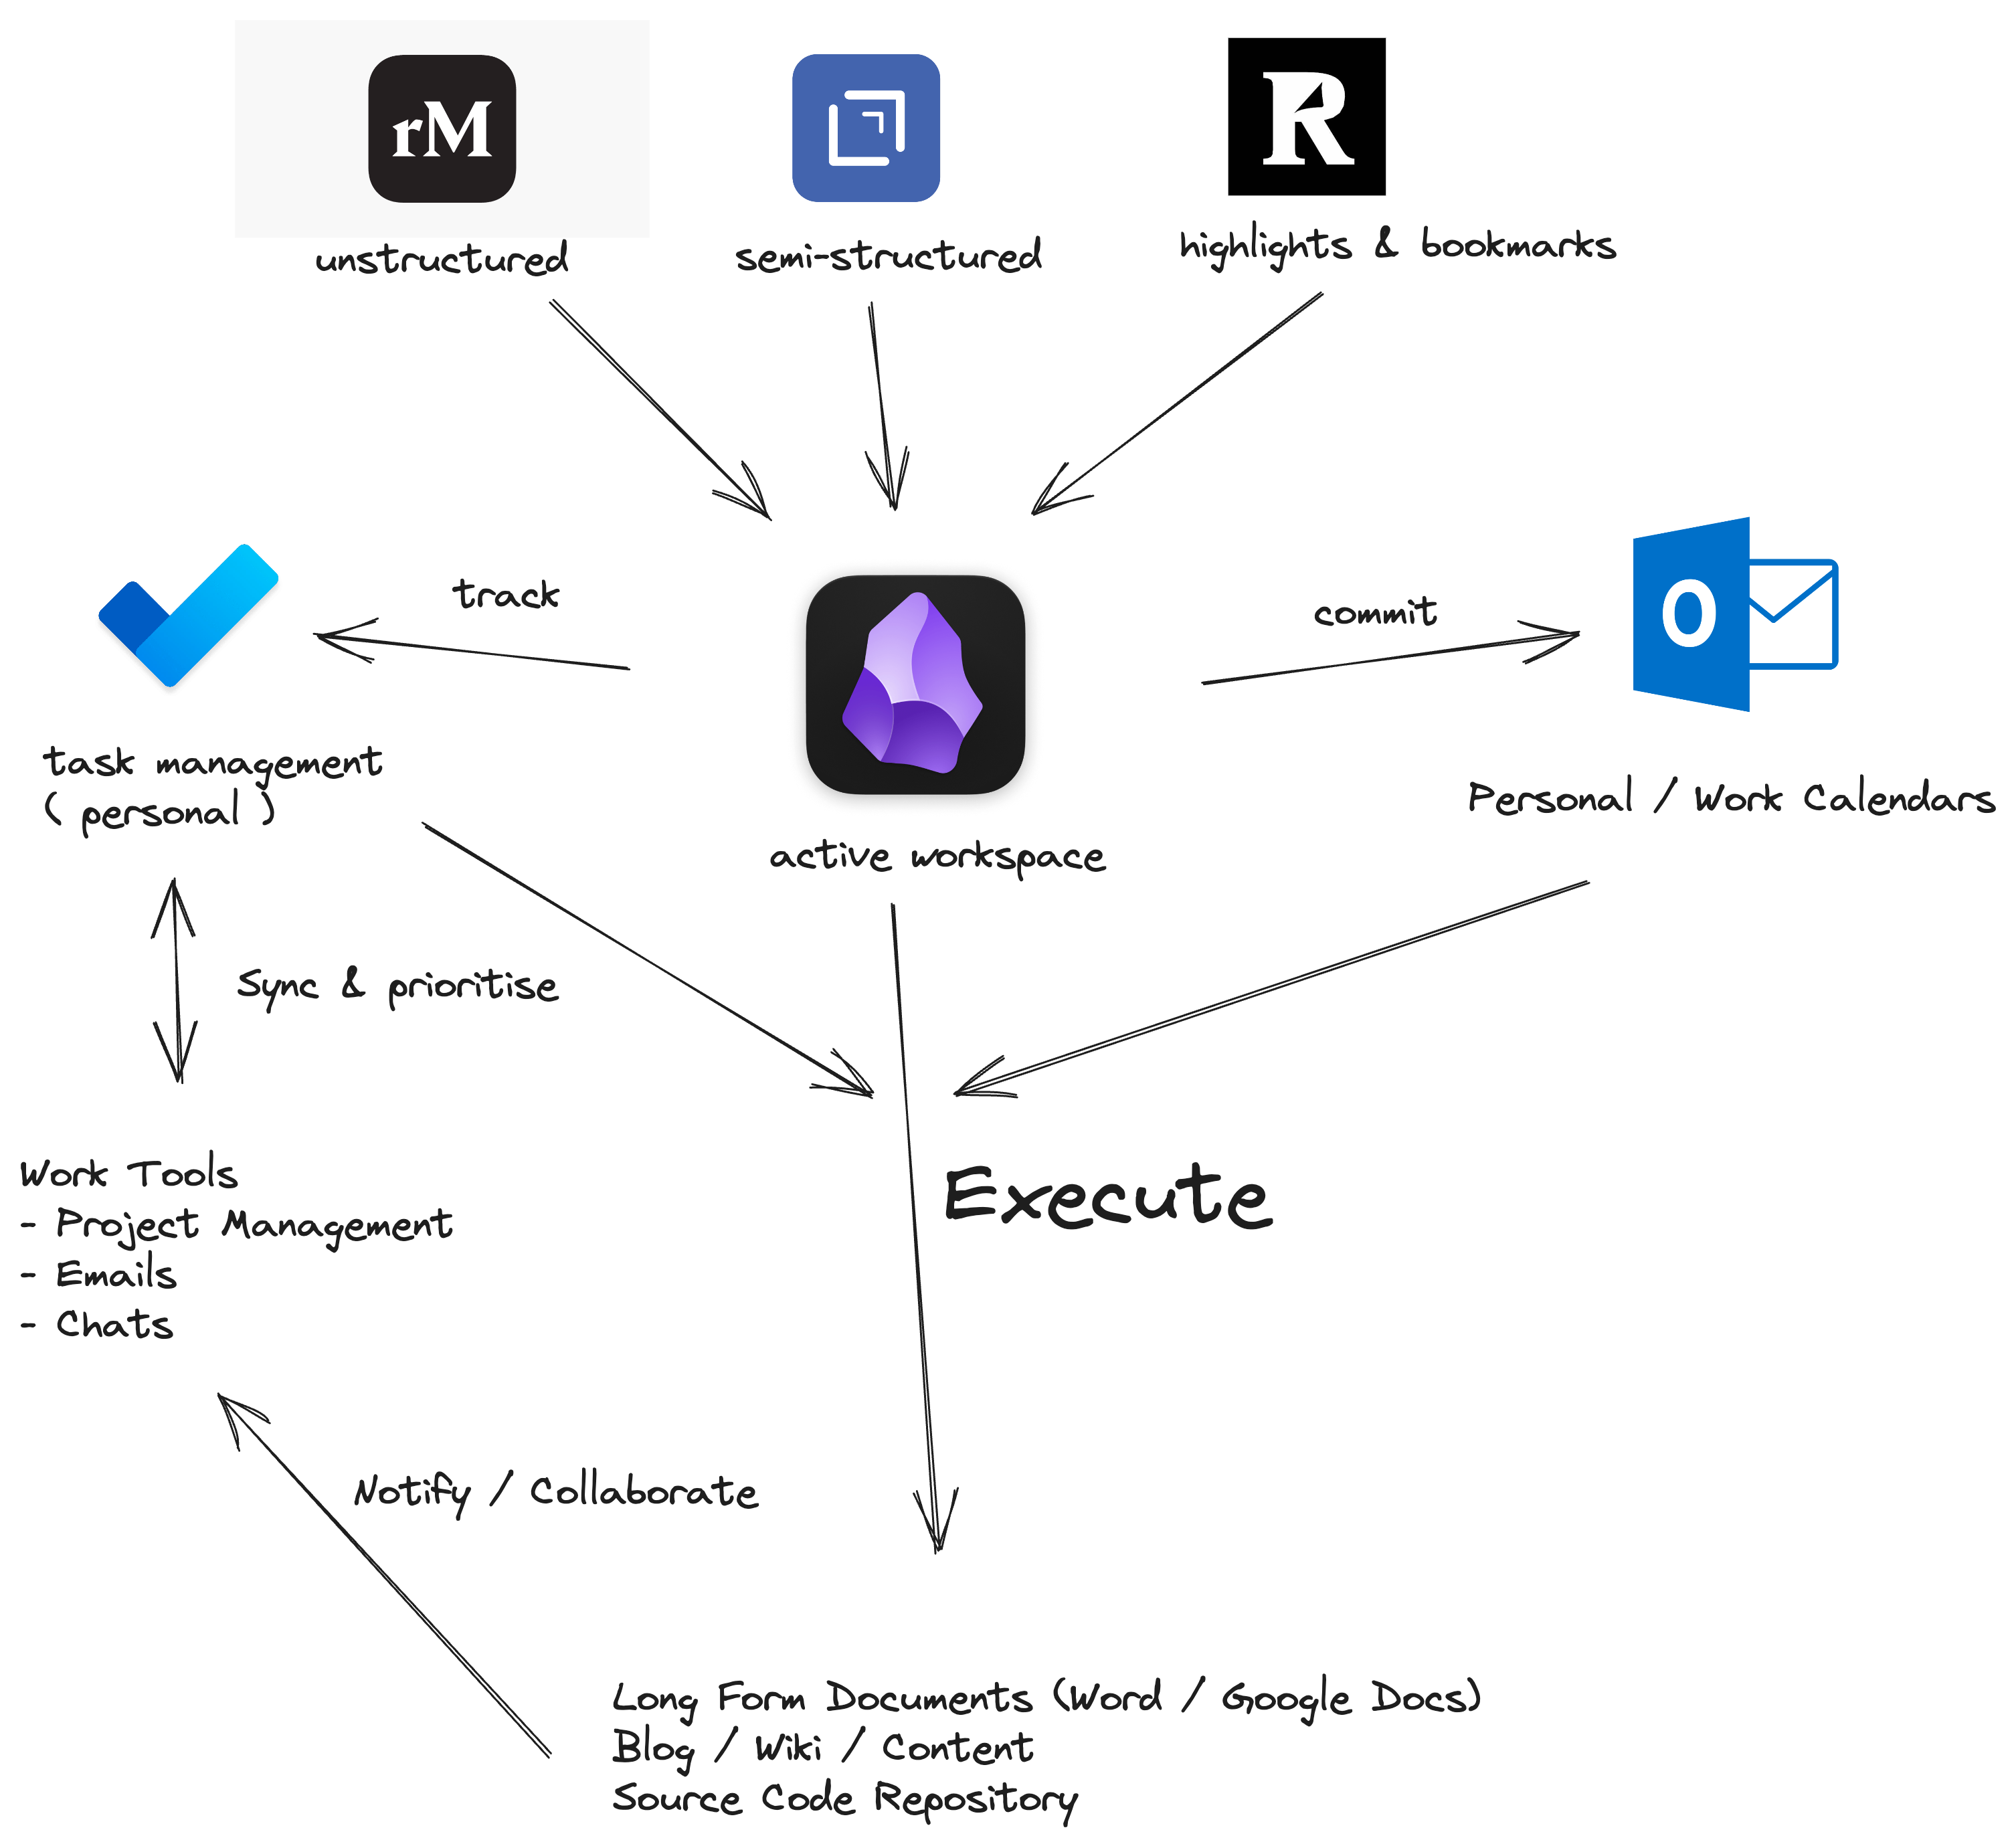 rM
R
unstructured
semi-structured
highlights & bookmarks
track
commit
O
task management
( personal )
Personal / Work Calendars
active workspace
Sync & prioritise
Work Tools
- Project Management
- Emails
- Chats
Execute
Notify / Collaborate
Long Form Documents (Word / Google Docs)
Blog / Wiki / Content
Source Code Repository